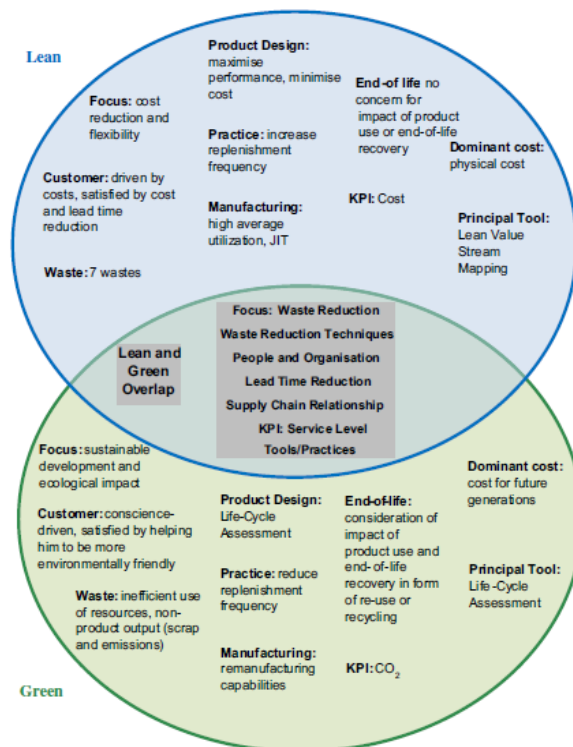 Lean
Product Design:
maximise
performance, minimise
cost
Focus: cost
reduction and
flexibility
End-of life no
concern for
impact of product
use or end-of-life
recovery
Practice: increase
replenishment
frequency
Dominant cost:
physical cost
Customer: driven by
costs, satisfied by cost
and lead time
reduction
Manufacturing:
high average
utilization, JIT
KPI: Cost
Principal Tool:
Lean Value
Stream
Mapping
Waste: 7 wastes
Lean and
Green
Overlap
Focus: Waste Reduction
Waste Reduction Techniques
People and Organisation
Lead Time Reduction
Supply Chain Relationship
KPI: Service Level
Tools/Practices
Focus: sustainable
development and
ecological impact
Customer: conscience-
driven, satisfied by helping
him to be more
environmentally friendly
Waste: inefficient use
of resources, non-
product output (scrap
and emissions)
Product Design:
Life-Cycle
Assessment
Practice: reduce
replenishment
frequency
Manufacturing:
remanufacturing
capabilities
End-of-life:
consideration of
impact of
product use and
end- of-life
recovery in form
of re-use or
recycling
KPI: CO₂
Dominant cost:
cost for future
generations
Principal Tool:
Life -Cycle
Assessment
Green